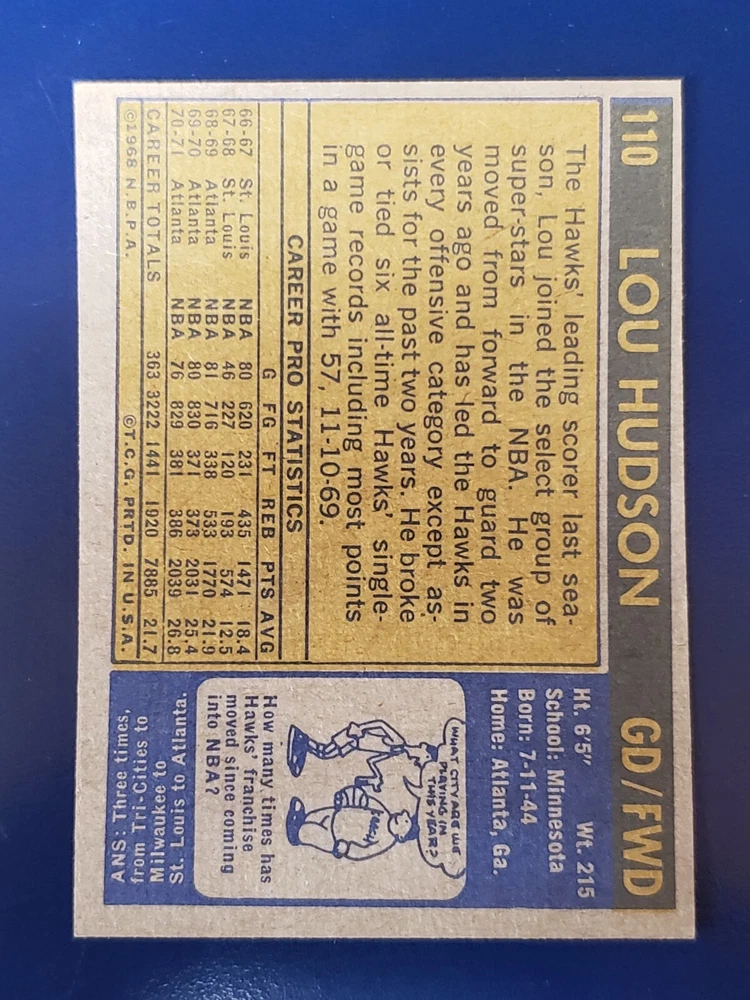 110 LOU HUDSON GD/FWD
The Hawks' leading scorer last sea-
son, Lou joined the select group of
super-stars in the NBA. He was
moved from forward to guard two
years ago and has led the Hawks in
every offensive category except as-
sists for the past two years. He broke
or tied six all-time Hawks' single-
game records including most points
in a game with 57, 11-10-69.
CAREER PRO STATISTICS
G FG FT REB PTS AVG
66-67 St. Louis NBA 80 620 231 435 1471 18.4
67-68 St. Louis NBA 46 227 120 193 574 12.5
68-69 Atlanta NBA 81 716 338 533 1770 21.9
69-70 Atlanta NBA 80 830 371 373 2031 25.4
70-71 Atlanta NBA 76 829 381 386 2039 26.8
CAREER TOTALS 363 3222 1441 1920 7885 21.7
©1968 N.B.P.A. ©T.C.G. PRTD. IN U.S.A.
Ht. 6'5" Wt. 215
School: Minnesota
Born: 7-11-44
Home: Atlanta, Ga.
WHAT CITY ARE WE
PLAYING IN
THIS YEAR?
COACH
How many times has
Hawks' franchise
moved since coming
into NBA?
ANS: Three times,
from Tri-Cities to
Milwaukee to
St. Louis to Atlanta.